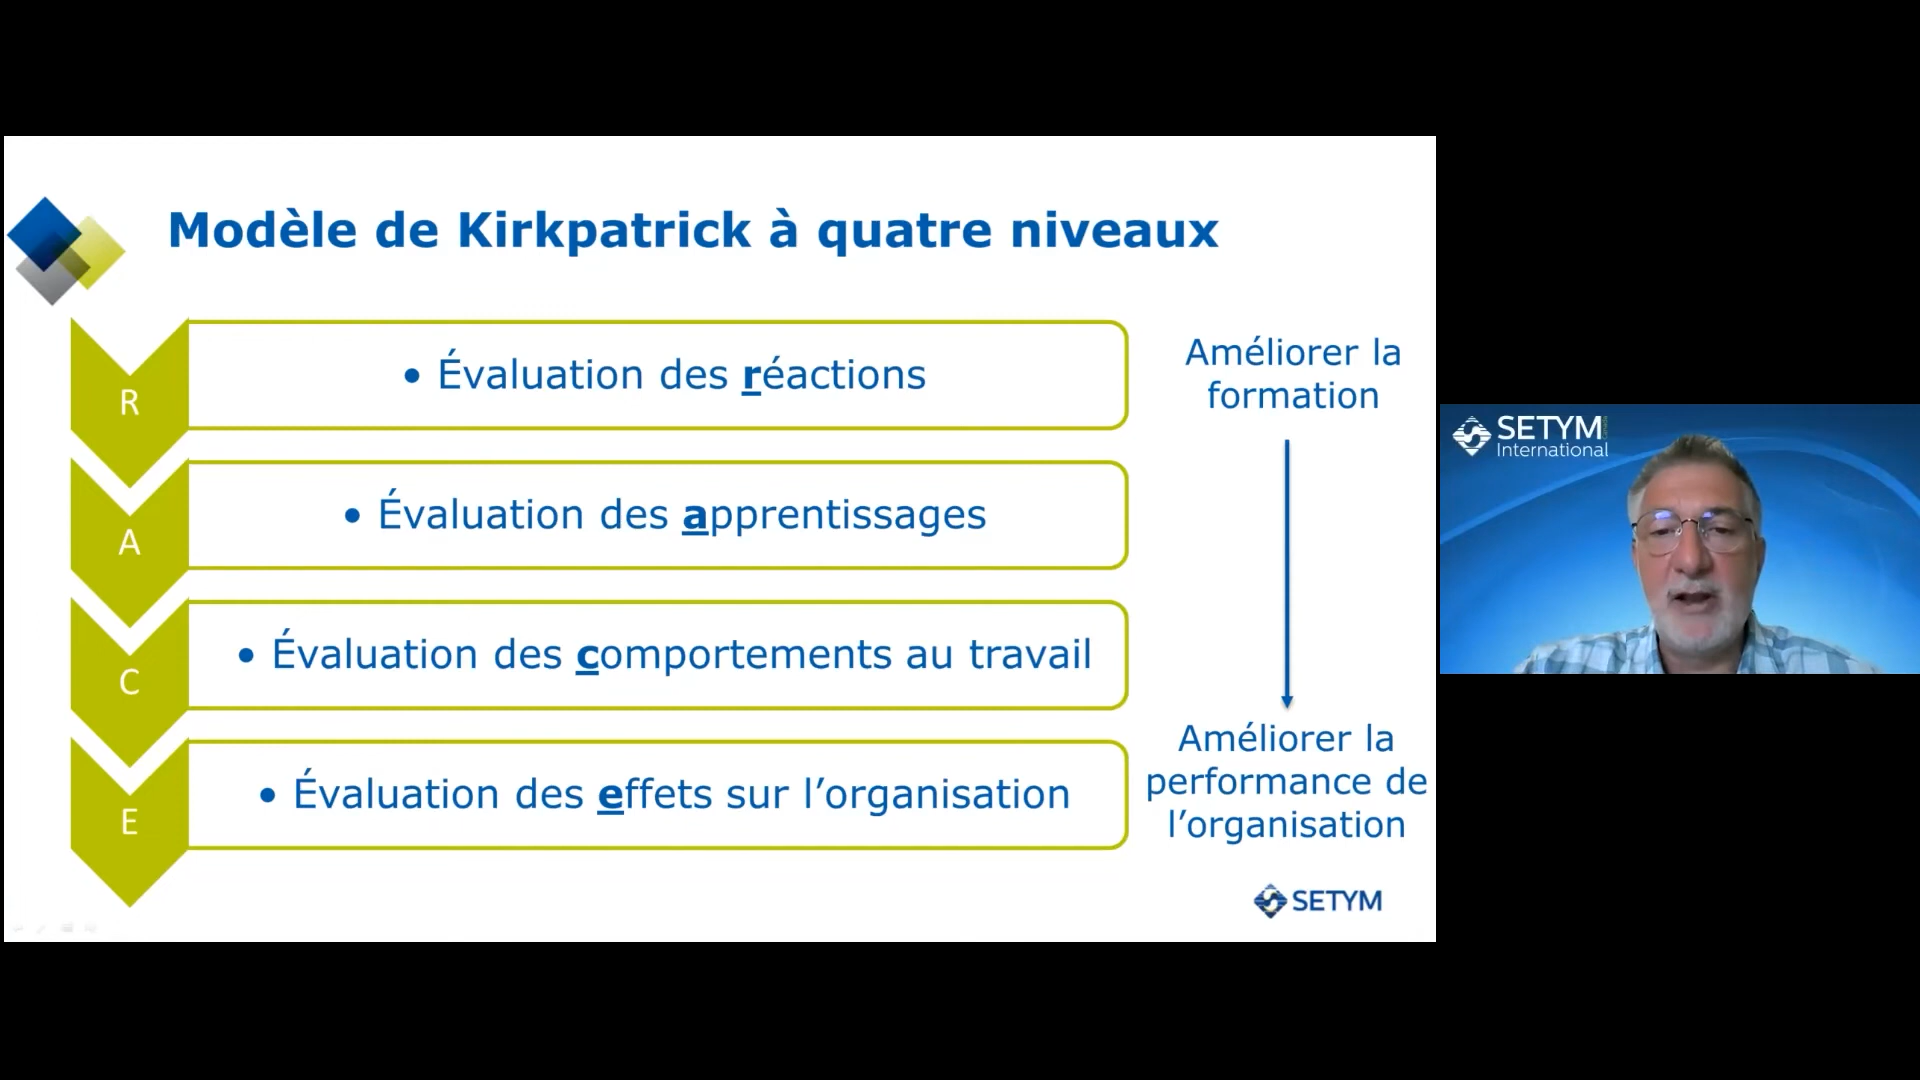 Modèle de Kirkpatrick à quatre niveaux
R
• Évaluation des réactions
A
• Évaluation des apprentissages
C
• Évaluation des comportements au travail
E
• Évaluation des effets sur l’organisation
Améliorer la
formation
Améliorer la
performance de
l’organisation
SETYM
SETYM
International